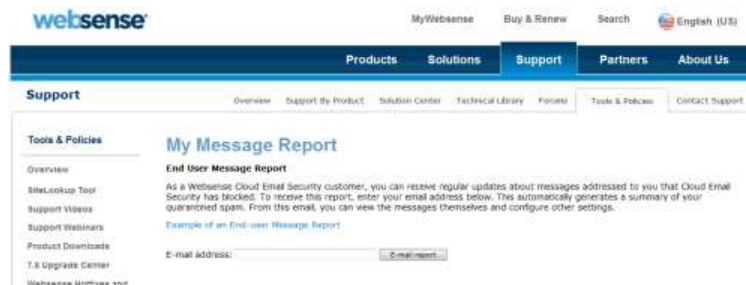 websense
MyWebsense Buy & Renew Search English (US)
Products Solutions Support Partners About Us
Support
Overview Support By Product Solution Center Technical Library Forums Tools & Policies Contact Support
Tools & Policies
Overview
SiteLookup Tool
Support Videos
Support Webinars
Product Downloads
7.8 Upgrade Center
Websense Hotfixes and
My Message Report
End User Message Report
As a Websense Cloud Email Security customer, you can receive regular updates about messages addressed to you that Cloud Email
Security has blocked. To receive this report, enter your email address below. This automatically generates a summary of your
quarantined spam. From this email, you can view the messages themselves and configure other settings.
Example of an End-user Message Report
E-mail address: E-mail report